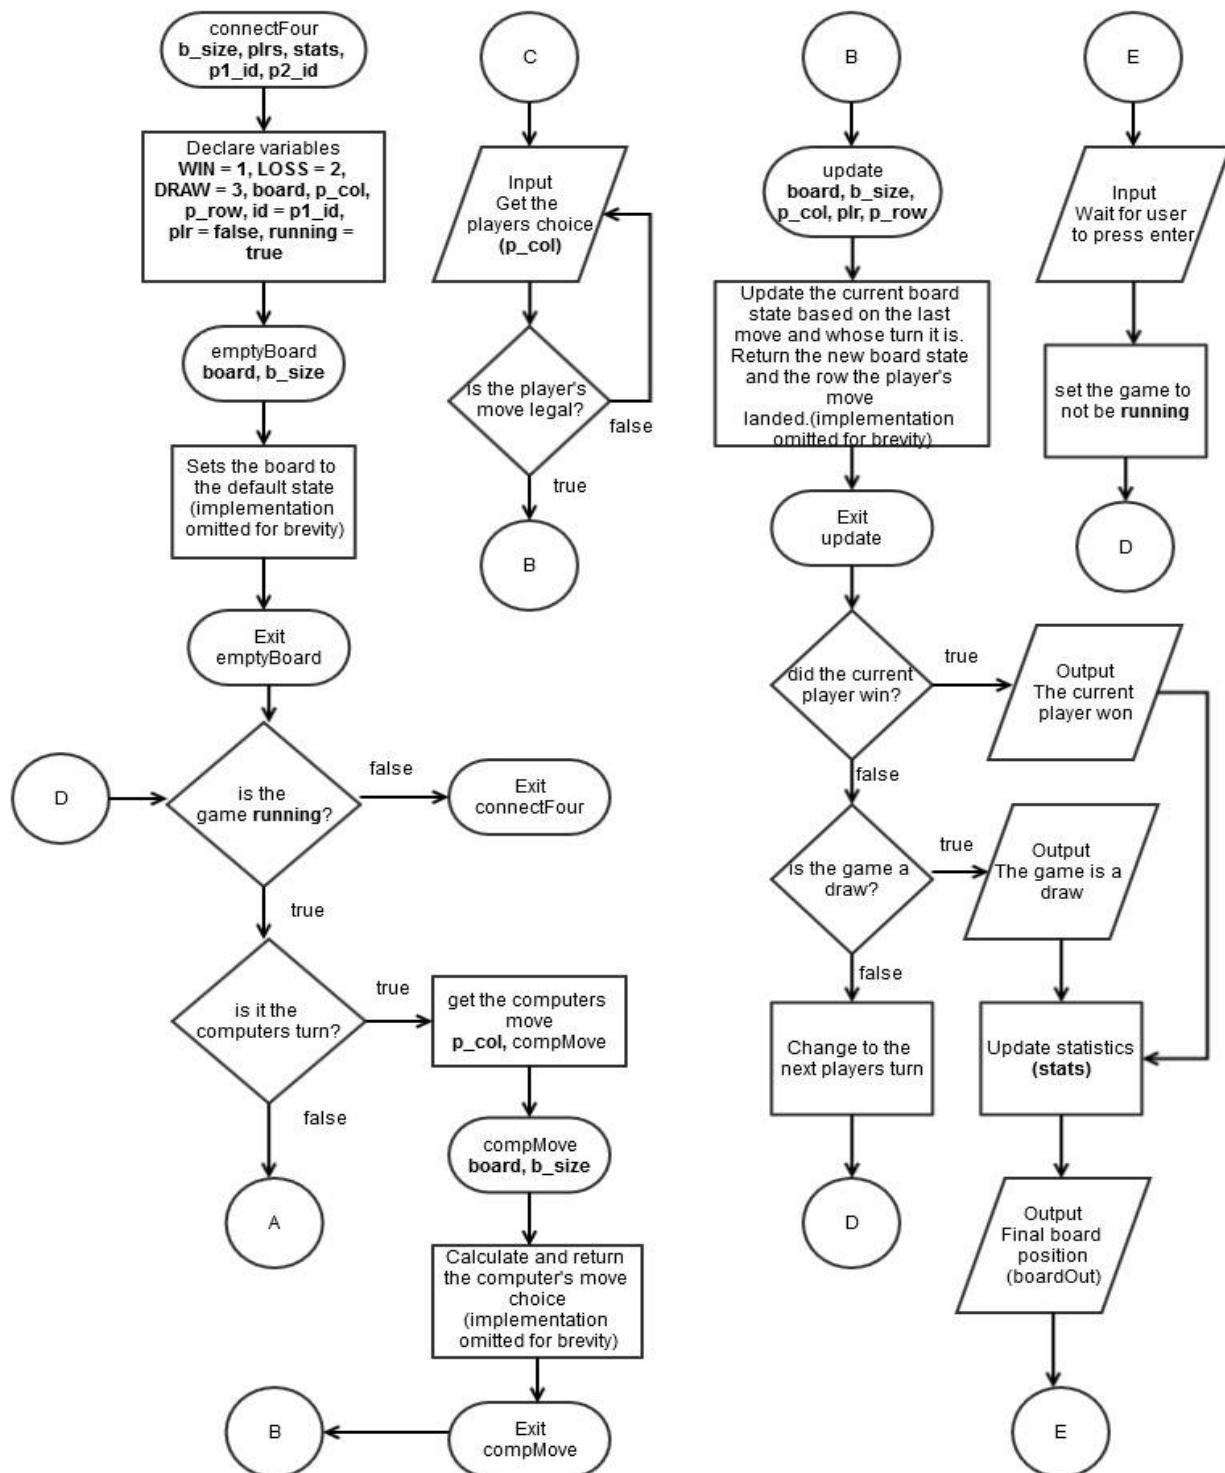 connectFour
b_size, plrs, stats,
p1_id, p2_id
Declare variables
WIN = 1, LOSS = 2,
DRAW = 3, board, p_col,
p_row, id = p1_id,
plr = false, running =
true
emptyBoard
board, b_size
Sets the board to
the default state
(implementation
omitted for brevity)
Exit
emptyBoard
D
is the
game running?
false
Exit
connectFour
true
is it the
computers turn?
true
get the computers
move
p_col, compMove
false
A
compMove
board, b_size
Calculate and return
the computer's move
choice
(implementation
omitted for brevity)
Exit
compMove
B
C
Input
Get the
players choice
(p_col)
is the player's
move legal?
false
true
B
B
update
board, b_size,
p_col, plr, p_row
Update the current board
state based on the last
move and whose turn it is.
Return the new board state
and the row the player's
move
landed.(implementation
omitted for brevity)
Exit
update
did the current
player win?
true
Output
The current
player won
false
is the game a
draw?
true
Output
The game is a
draw
false
Change to the
next players turn
D
Update statistics
(stats)
Output
Final board
position
(boardOut)
E
E
Input
Wait for user
to press enter
set the game to
not be running
D